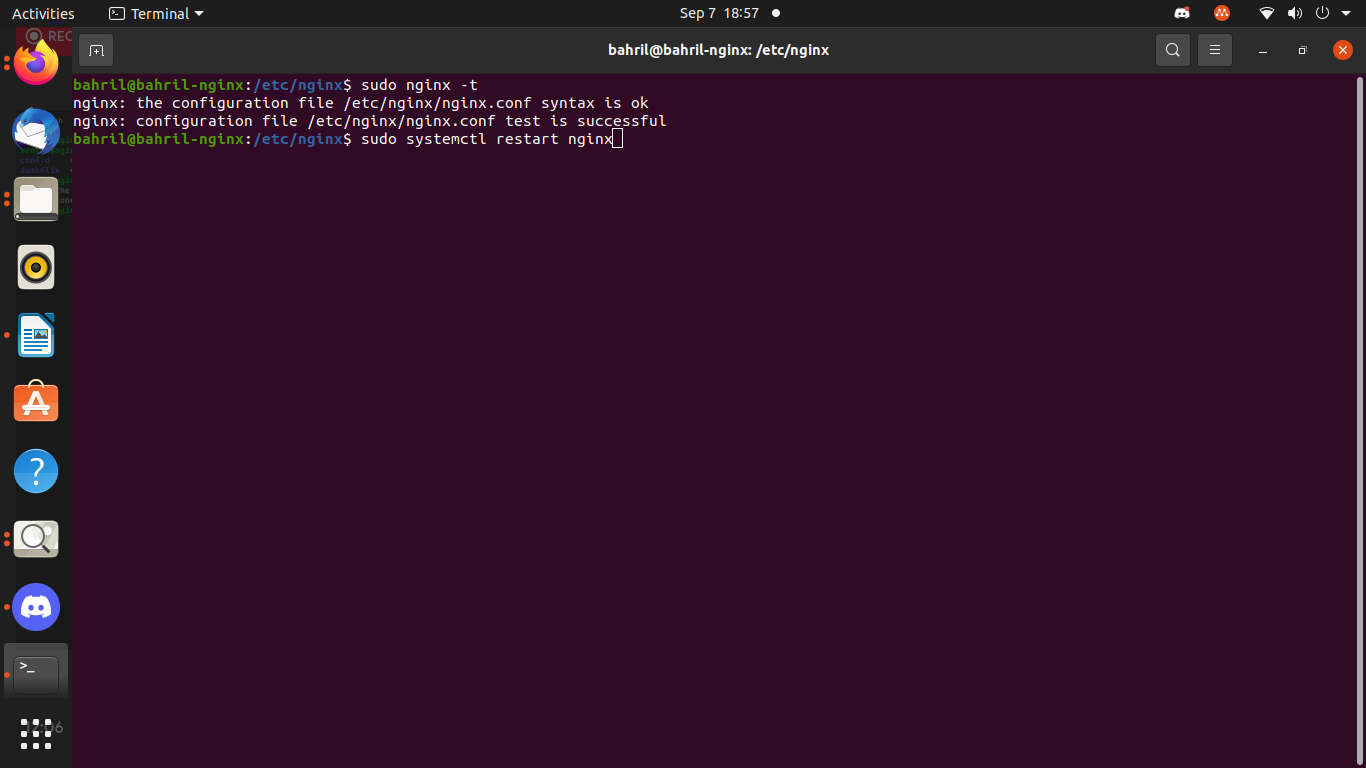 Activities
Terminal
Sep 7 18:57
REC
bahril@bahril-nginx: /etc/nginx
bahril@bahril-nginx:/etc/nginx$ sudo nginx -t
nginx: the configuration file /etc/nginx/nginx.conf syntax is ok
nginx: configuration file /etc/nginx/nginx.conf test is successful
bahril@bahril-nginx:/etc/nginx$ sudo systemctl restart nginx
conf.d
>_